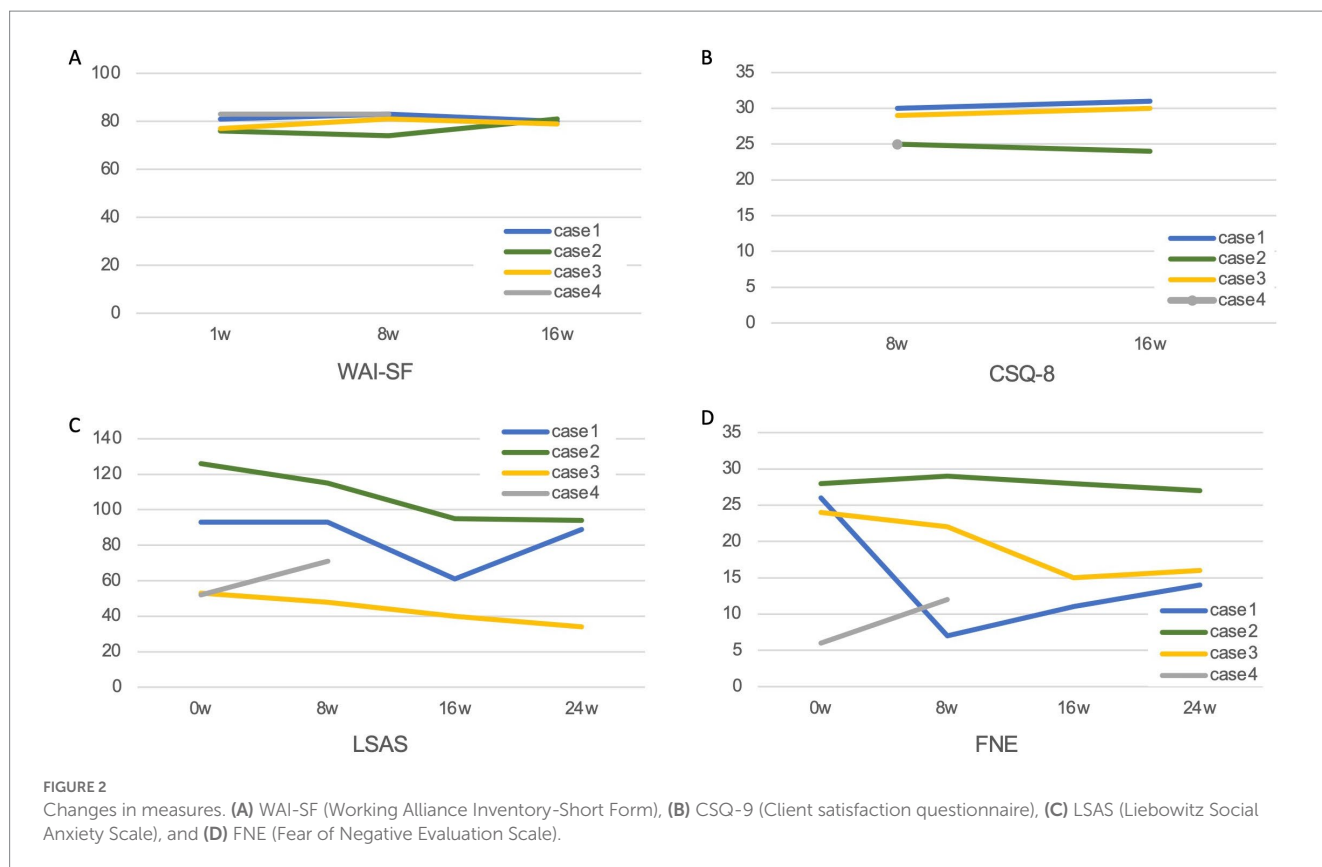 A
100
80
60
40
20
0
1w 8w 16w
WAI-SF
case1
case2
case3
case4
B
35
30
25
20
15
10
5
0
8w 16w
CSQ-8
case1
case2
case3
case4
C
140
120
100
80
60
40
20
0
0w 8w 16w 24w
LSAS
case1
case2
case3
case4
D
35
30
25
20
15
10
5
0
0w 8w 16w 24w
FNE
case1
case2
case3
case4
FIGURE 2
Changes in measures. (A) WAI-SF (Working Alliance Inventory-Short Form), (B) CSQ-9 (Client satisfaction questionnaire), (C) LSAS (Liebowitz Social
Anxiety Scale), and (D) FNE (Fear of Negative Evaluation Scale).